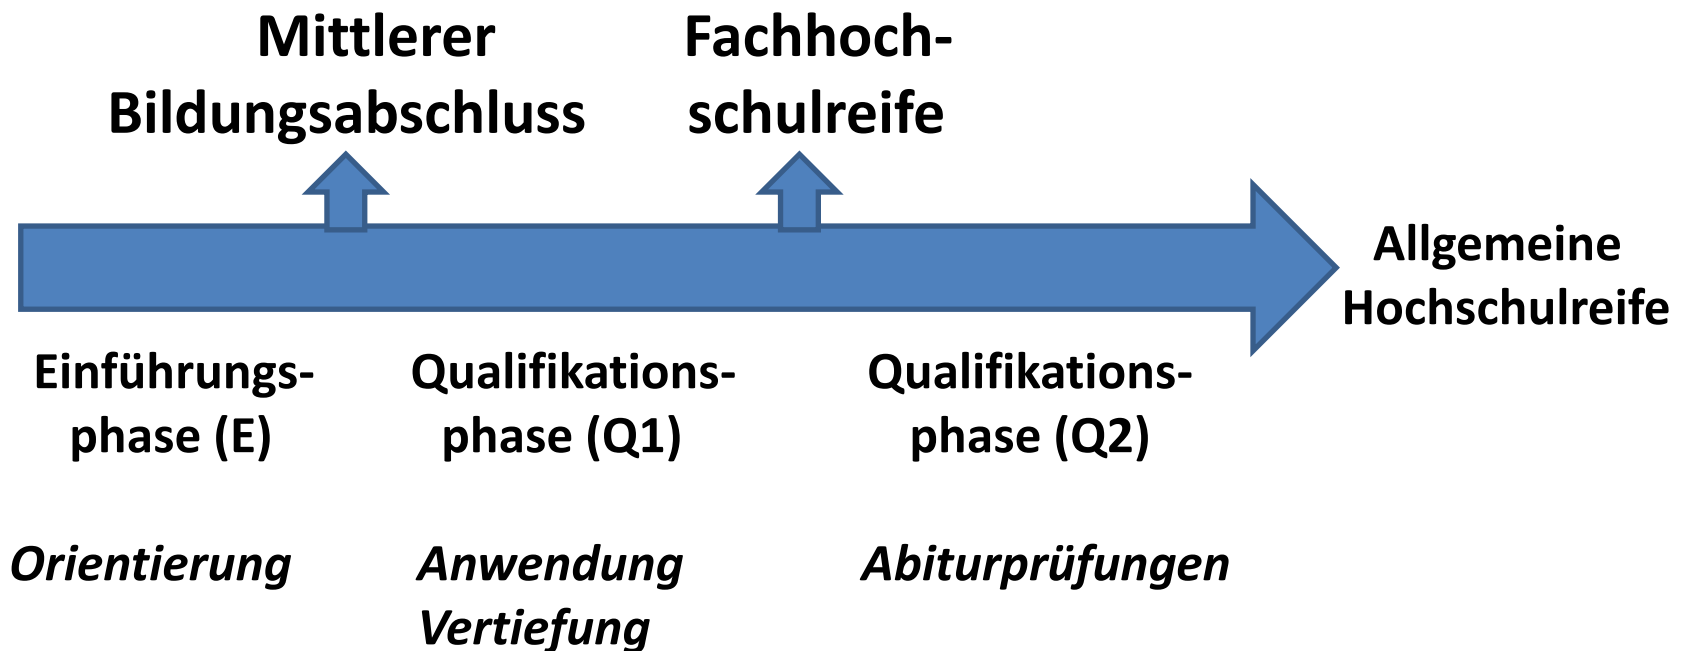 Mittlerer
Bildungsabschluss
Fachhoch-
schulreife
Allgemeine
Hochschulreife
Einführungs-
phase (E)
Qualifikations-
phase (Q1)
Qualifikations-
phase (Q2)
Orientierung
Anwendung
Vertiefung
Abiturprüfungen